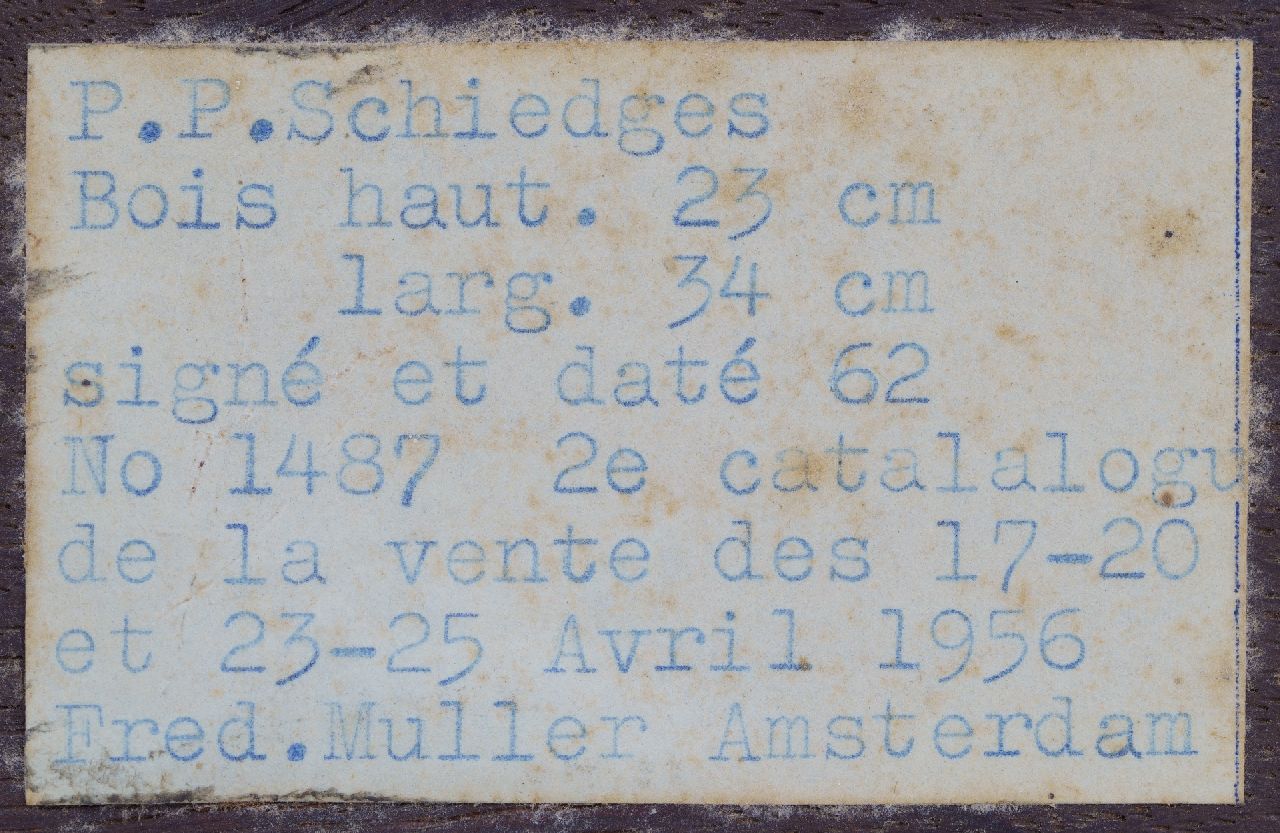 P.P.Schiedges
Bois haut. 23 cm
larg. 34 cm
signé et daté 62
No 1487 2e catalalogu
de la vente des 17-20
et 23-25 Avril 1956
Fred.Muller Amsterdam